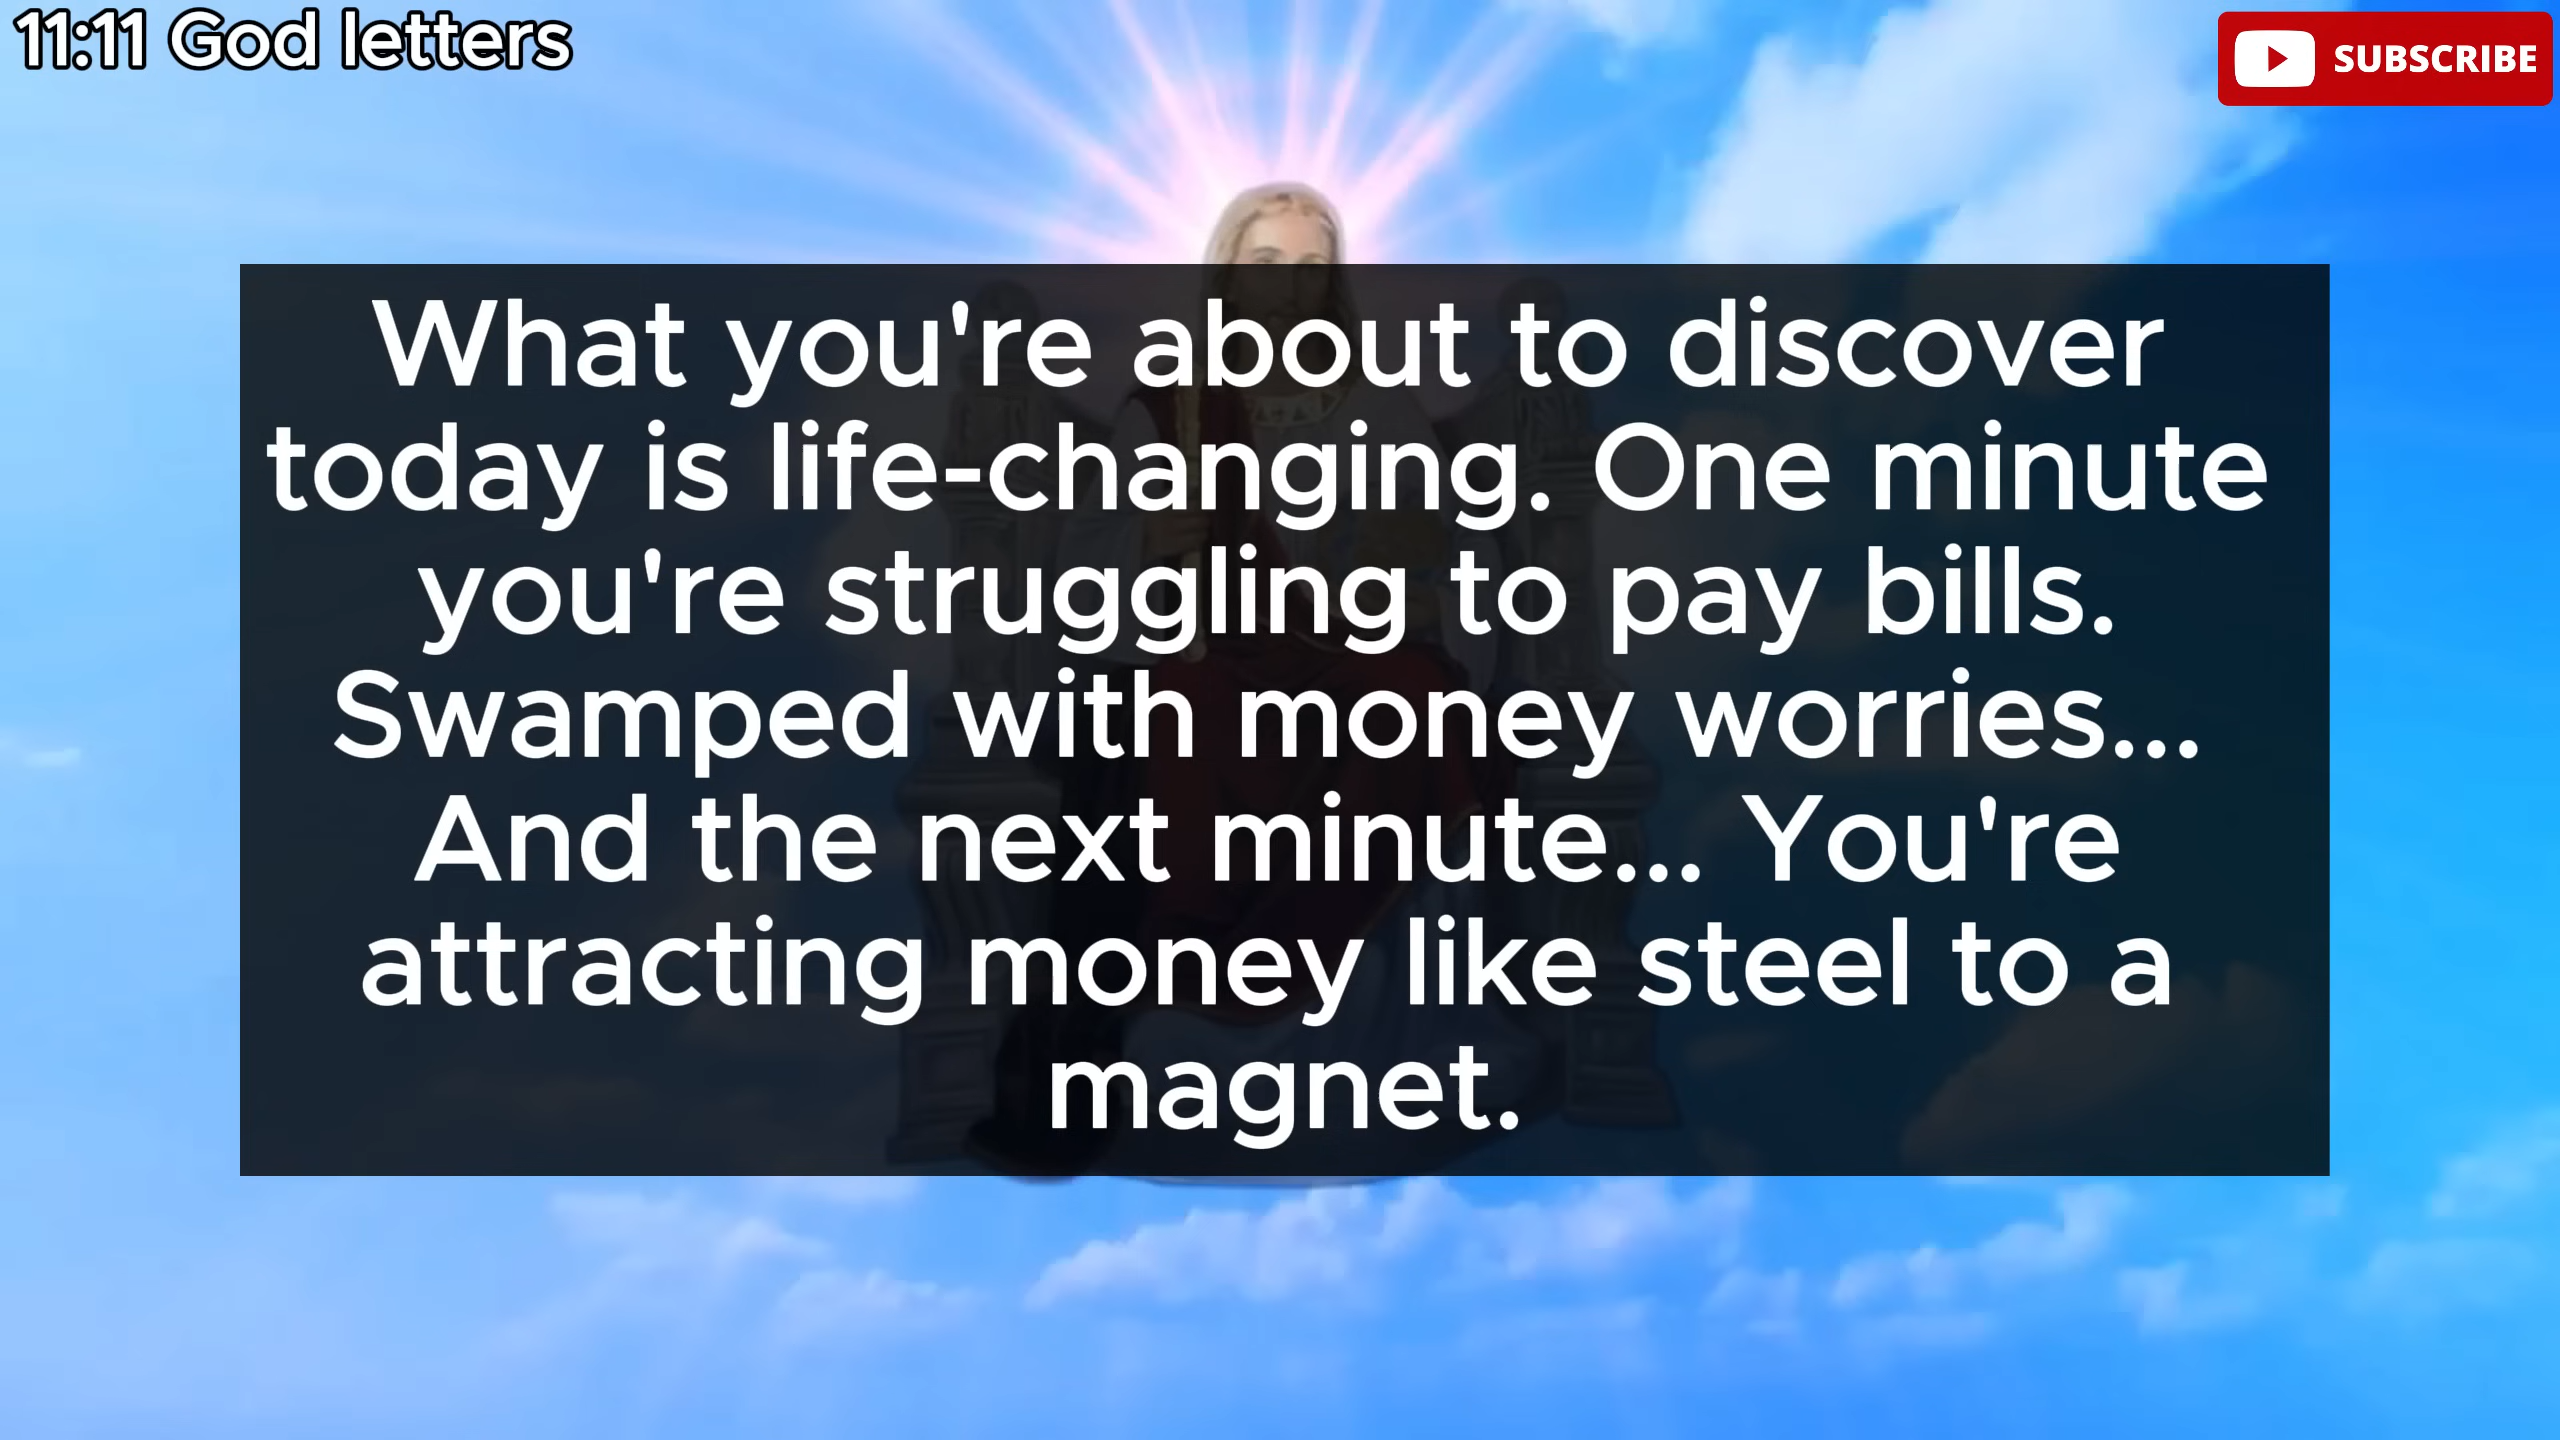 11:11 God letters
SUBSCRIBE
What you're about to discover
today is life-changing. One minute
you're struggling to pay bills.
Swamped with money worries...
And the next minute... You're
attracting money like steel to a
magnet.